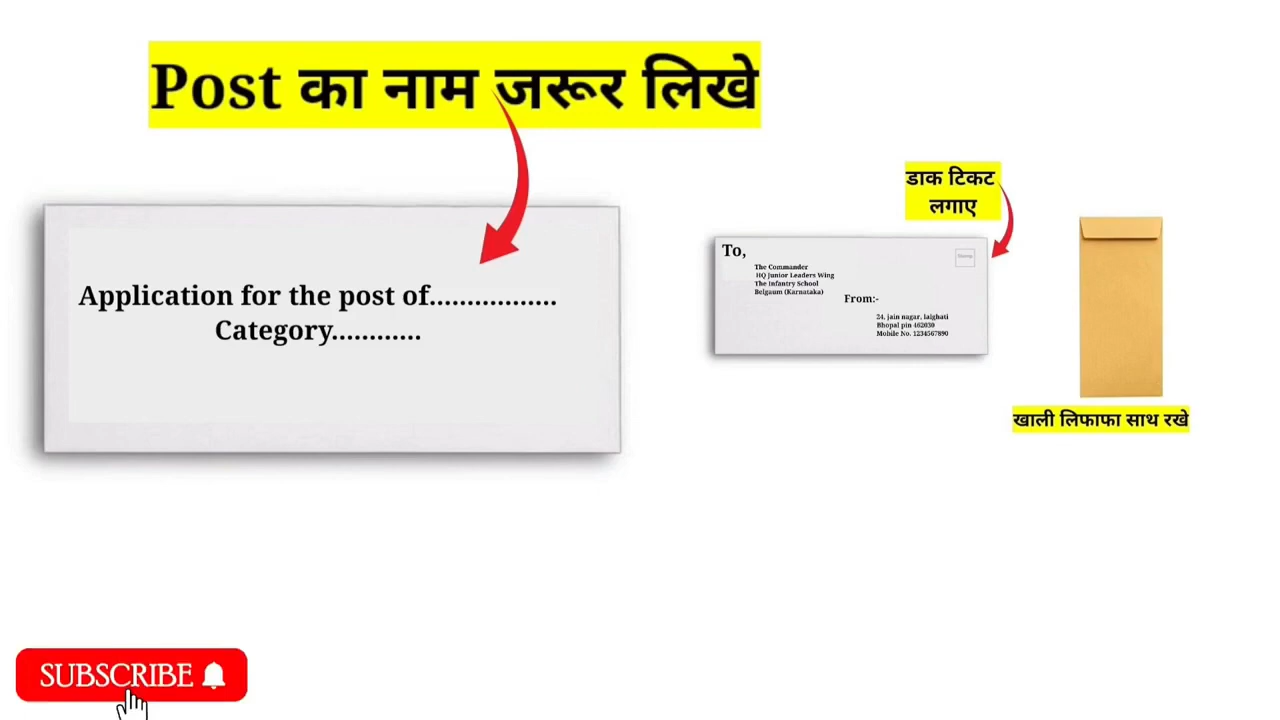 Post का नाम जरूर लिखे
Application for the post of.................
Category............
डाक टिकट
लगाए
To,
The Commander
HQ Junior Leaders Wing
The Infantry School
Belgaum (Karnataka)
From:-
24, jain nagar, lalghati
Bhopal pin 462030
Mobile No. 1234567890
खाली लिफाफा साथ रखे
SUBSCRIBE